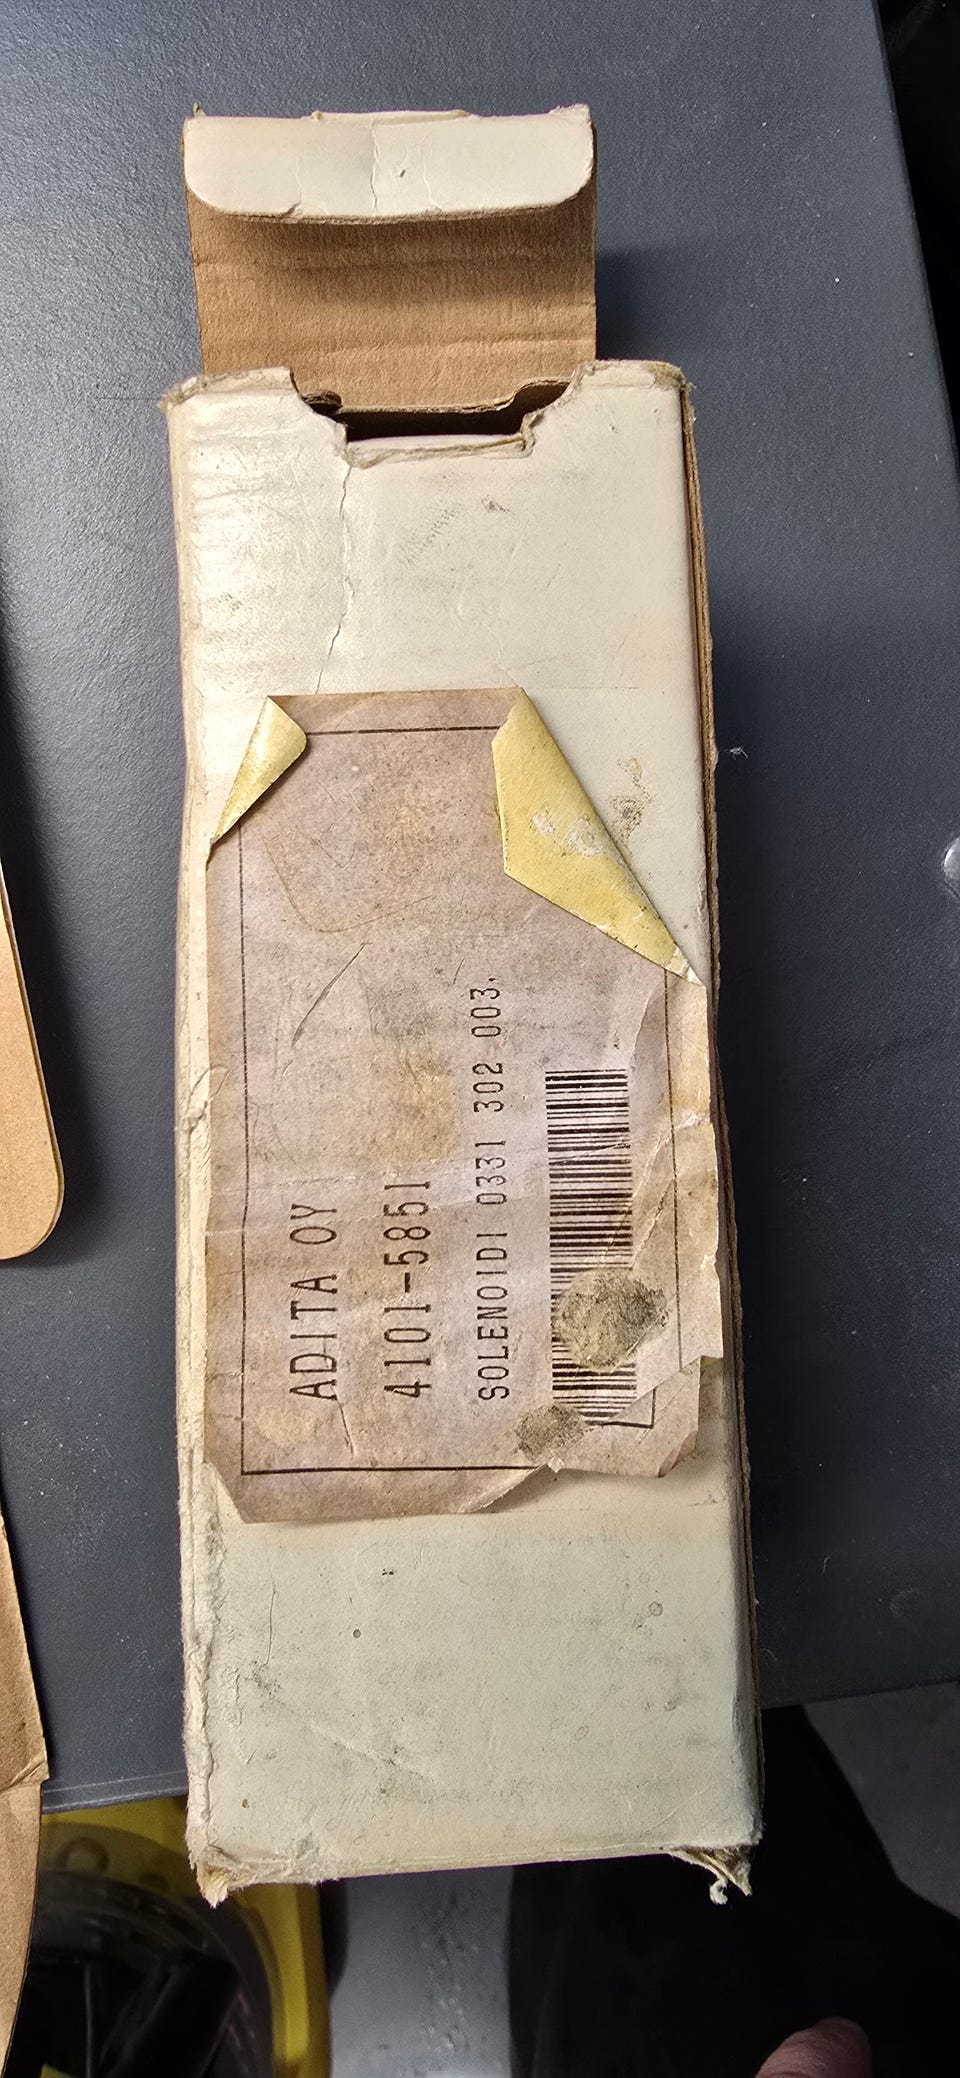 ADITA OY
4101-5851
SOLENOIDI 0331 302 003.